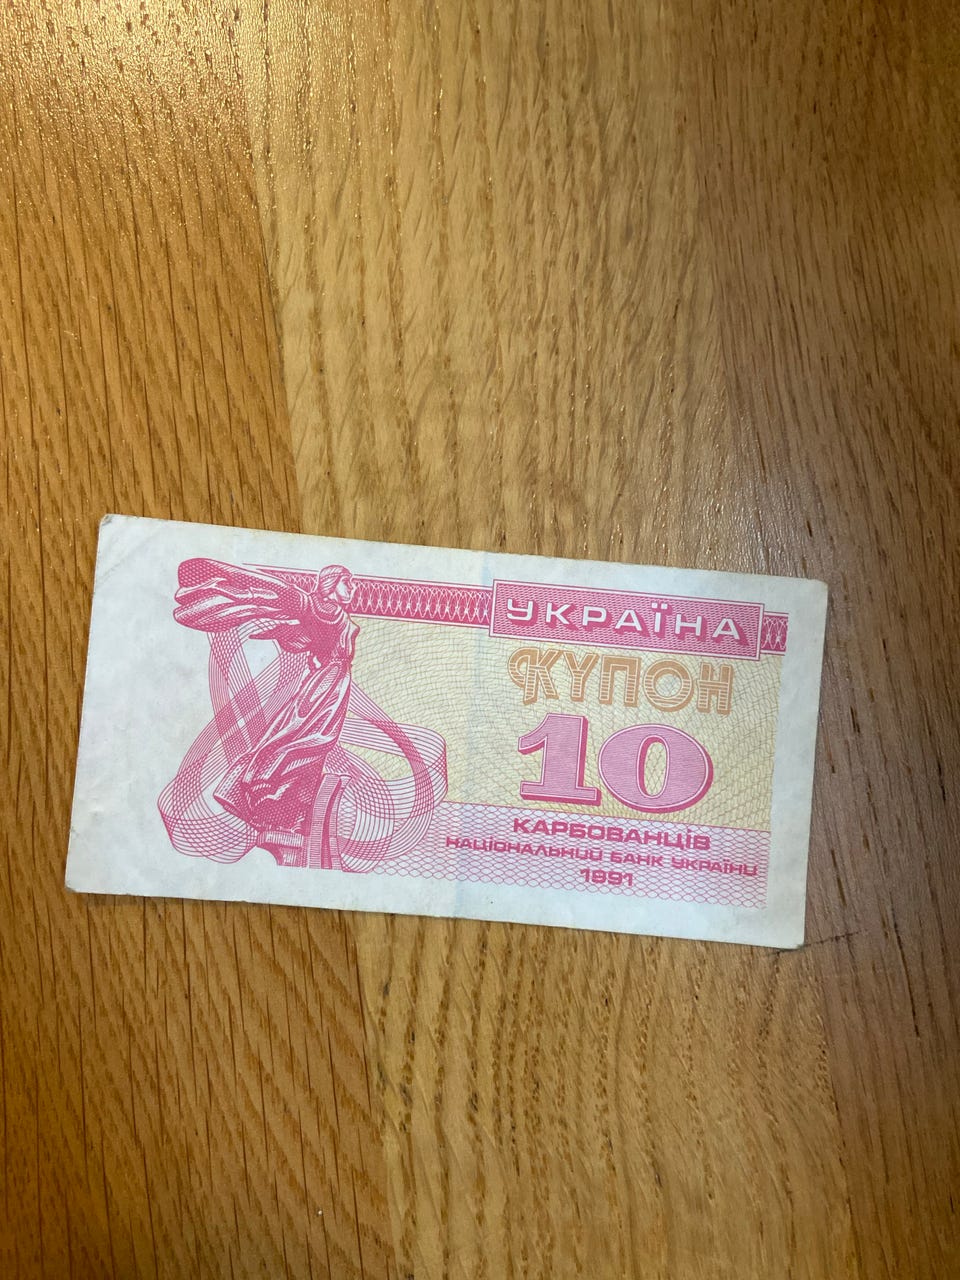 УКРАЇНА
КУПОН
10
КАРБОВАНЦІВ
НАЦІОНАЛЬНИЙ БАНК УКРАЇНИ
1991